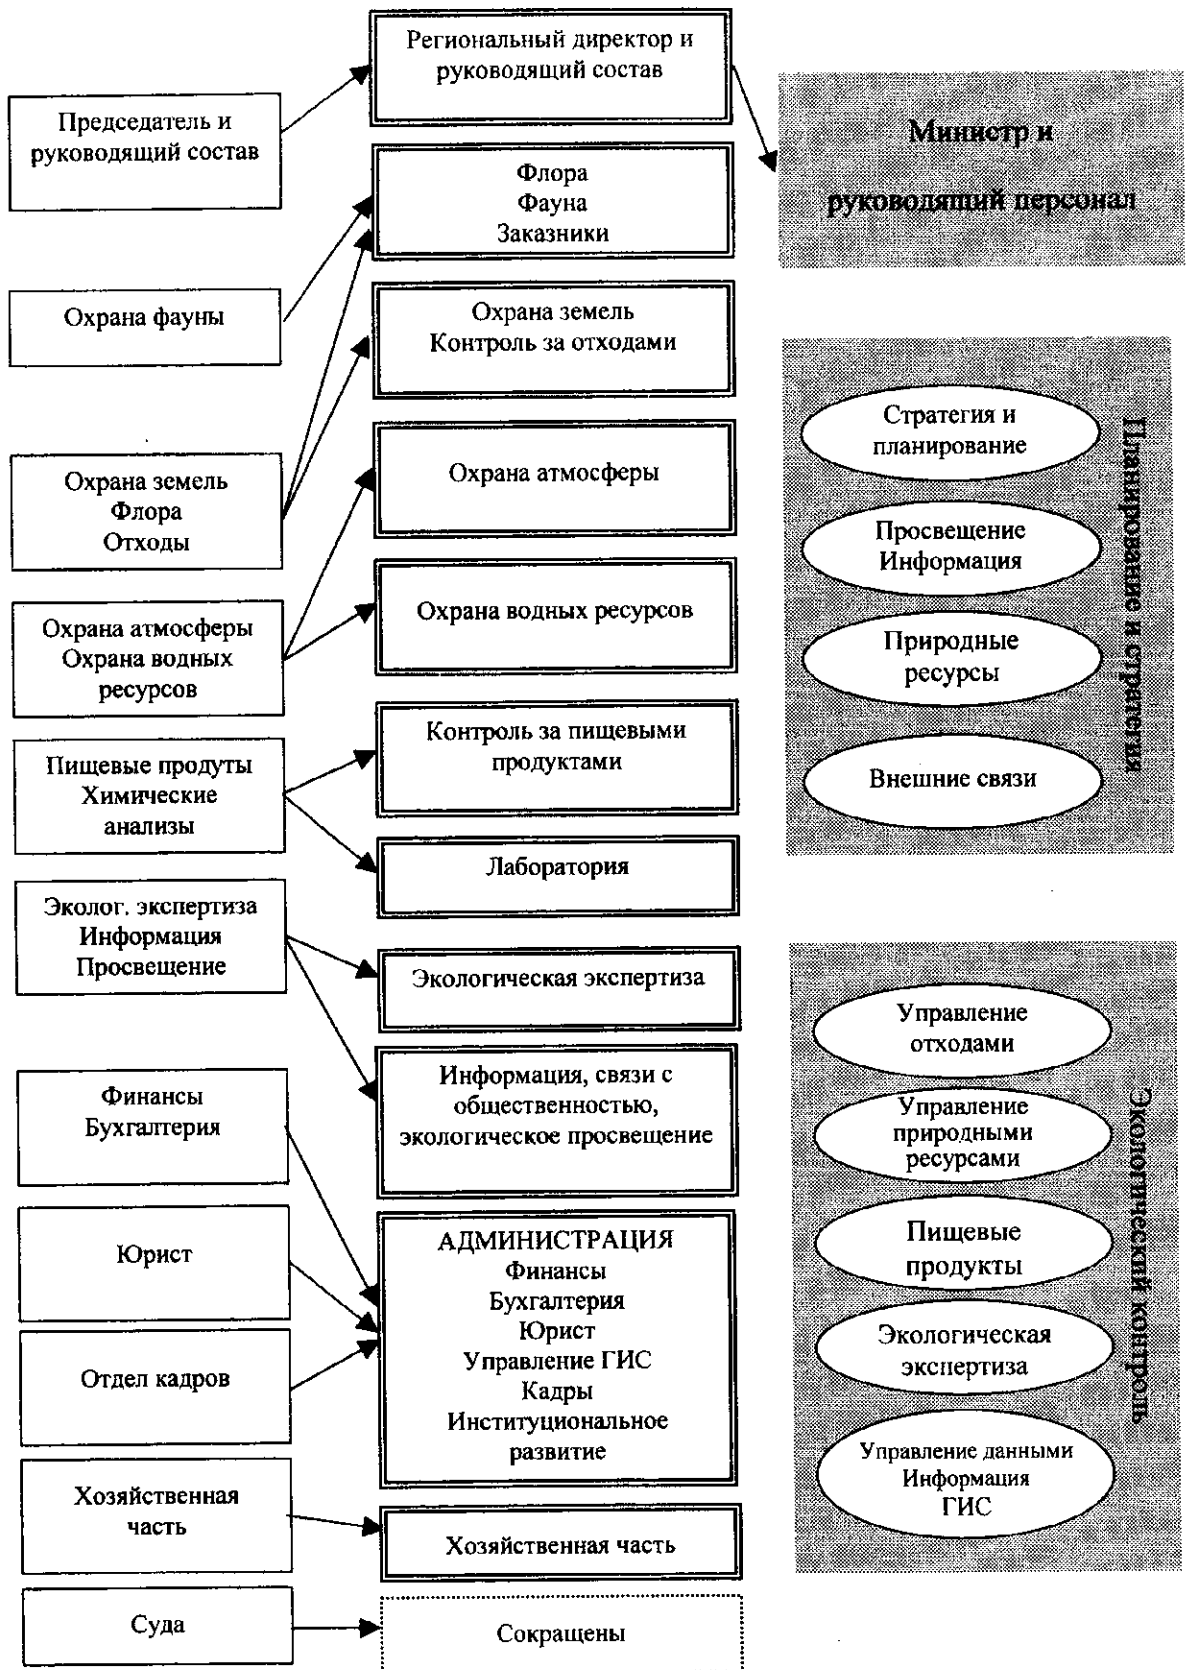 Председатель и
руководящий состав
Охрана фауны
Охрана земель
Флора
Отходы
Охрана атмосферы
Охрана водных
ресурсов
Пищевые продуты
Химические
анализы
Эколог. экспертиза
Информация
Просвещение
Финансы
Бухгалтерия
Юрист
Отдел кадров
Хозяйственная
часть
Суда
Региональный директор и
руководящий состав
Флора
Фауна
Заказники
Охрана земель
Контроль за отходами
Охрана атмосферы
Охрана водных ресурсов
Контроль за пищевыми
продуктами
Лаборатория
Экологическая экспертиза
Информация, связи с
общественностью,
экологическое просвещение
АДМИНИСТРАЦИЯ
Финансы
Бухгалтерия
Юрист
Управление ГИС
Кадры
Институциональное
развитие
Хозяйственная часть
Сокращены
Министр и
руководящий персонал
Стратегия и
планирование
Просвещение
Информация
Природные
ресурсы
Внешние связи
Планирование и стратегия
Управление
отходами
Управление
природными
ресурсами
Пищевые
продукты
Экологическая
экспертиза
Управление данными
Информация
ГИС
Экологический контроль